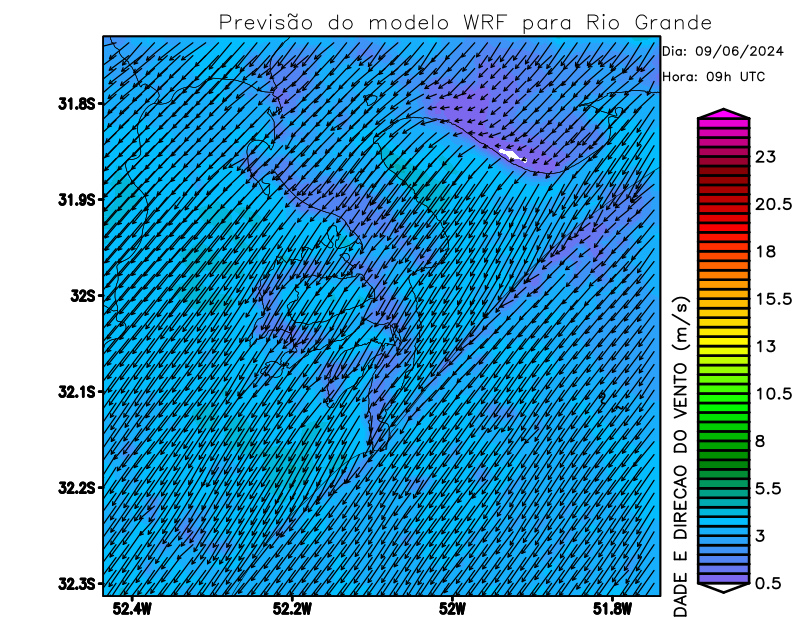 Previsão do modelo WRF para Rio Grande
Dia: 09/06/2024
Hora: 09h UTC
31.8S
31.9S
32S
32.1S
32.2S
32.3S
52.4W
52.2W
52W
51.8W
23
20.5
18
15.5
13
10.5
8
5.5
3
0.5
DADE E DIRECAO DO VENTO (m/s)